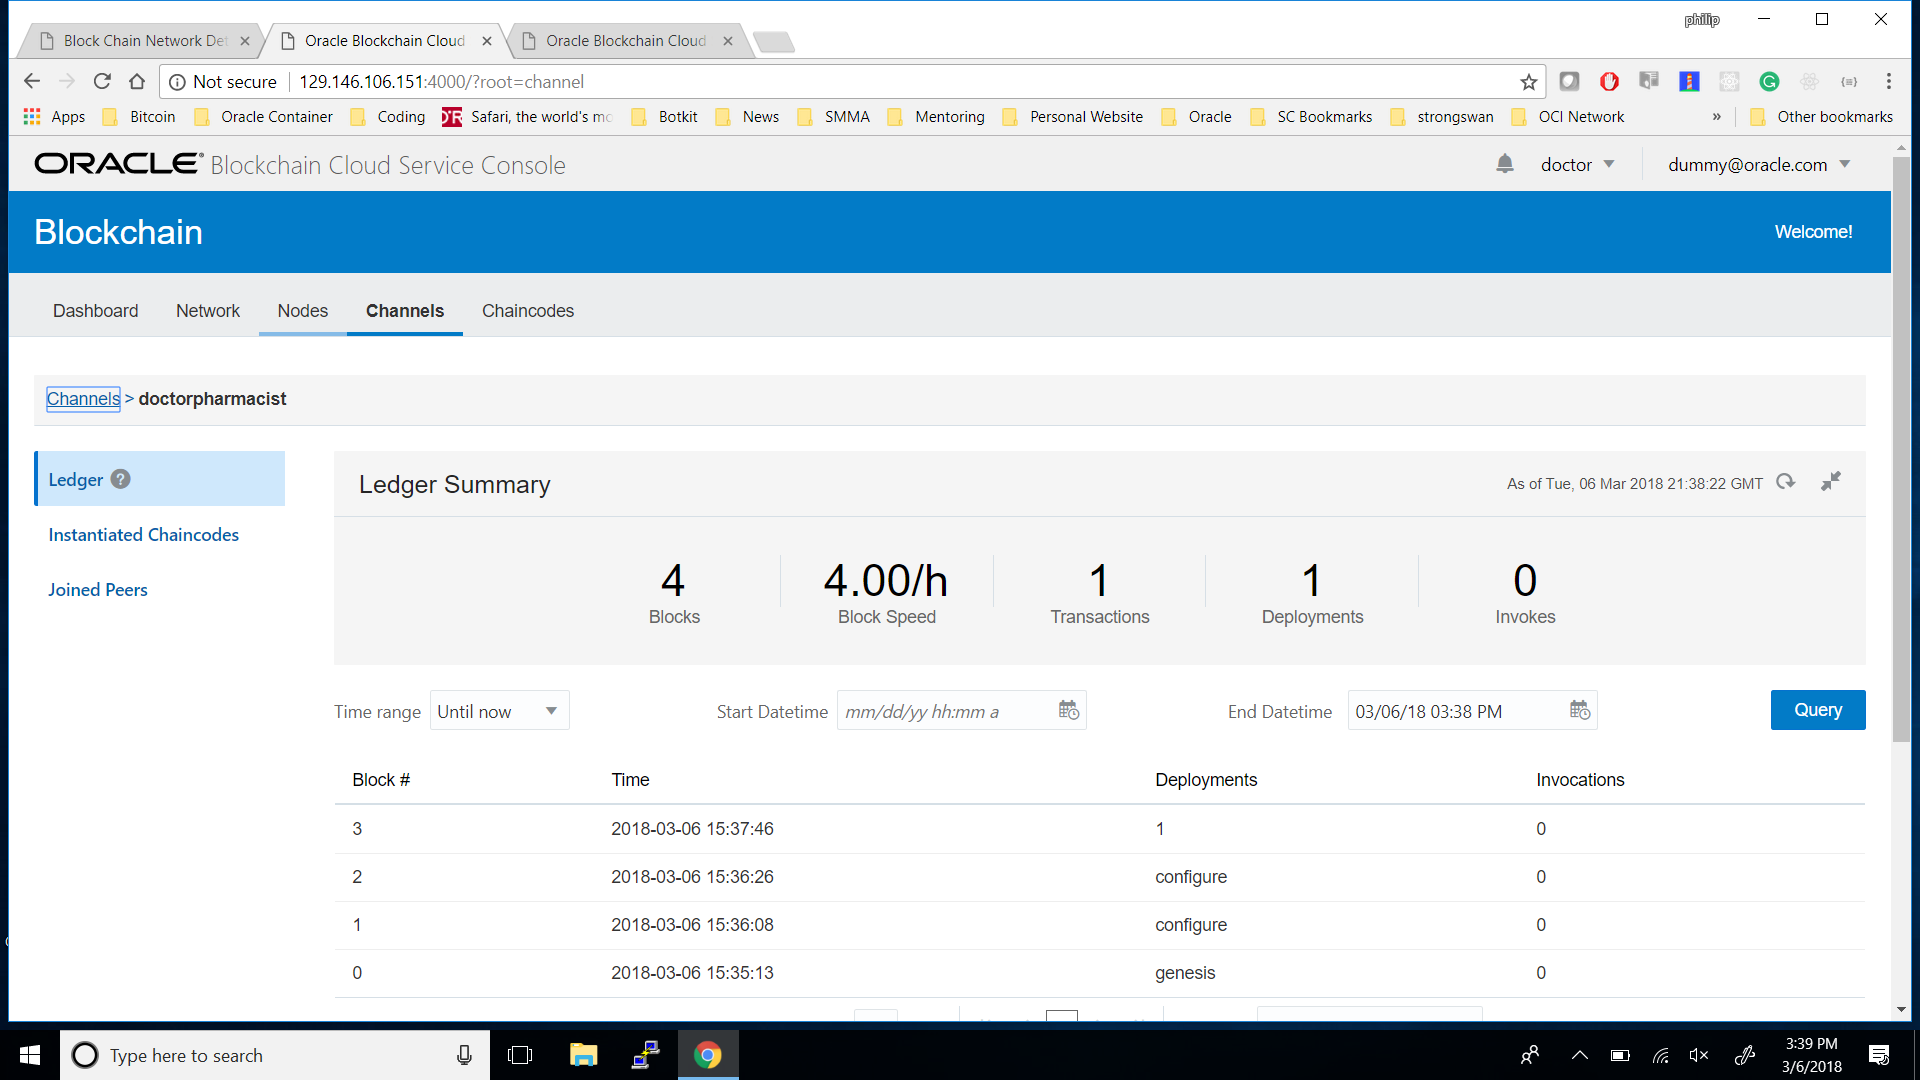 philip
Block Chain Network Det
Oracle Blockchain Cloud
Oracle Blockchain Cloud
Not secure
129.146.106.151:4000/?root=channel
Apps
Bitcoin
Oracle Container
Coding
Safari, the world's mo
Botkit
News
SMMA
Mentoring
Personal Website
Oracle
SC Bookmarks
strongswan
OCI Network
»
Other bookmarks
ORACLE® Blockchain Cloud Service Console
doctor
dummy@oracle.com
Blockchain
Welcome!
Dashboard
Network
Nodes
Channels
Chaincodes
Channels > doctorpharmacist
Ledger ?
Instantiated Chaincodes
Joined Peers
Ledger Summary
As of Tue, 06 Mar 2018 21:38:22 GMT
4
Blocks
4.00/h
Block Speed
1
Transactions
1
Deployments
0
Invokes
Time range
Until now
Start Datetime
mm/dd/yy hh:mm a
End Datetime
03/06/18 03:38 PM
Query
Block # Time Deployments Invocations
3 2018-03-06 15:37:46 1 0
2 2018-03-06 15:36:26 configure 0
1 2018-03-06 15:36:08 configure 0
0 2018-03-06 15:35:13 genesis 0
Type here to search
3:39 PM
3/6/2018